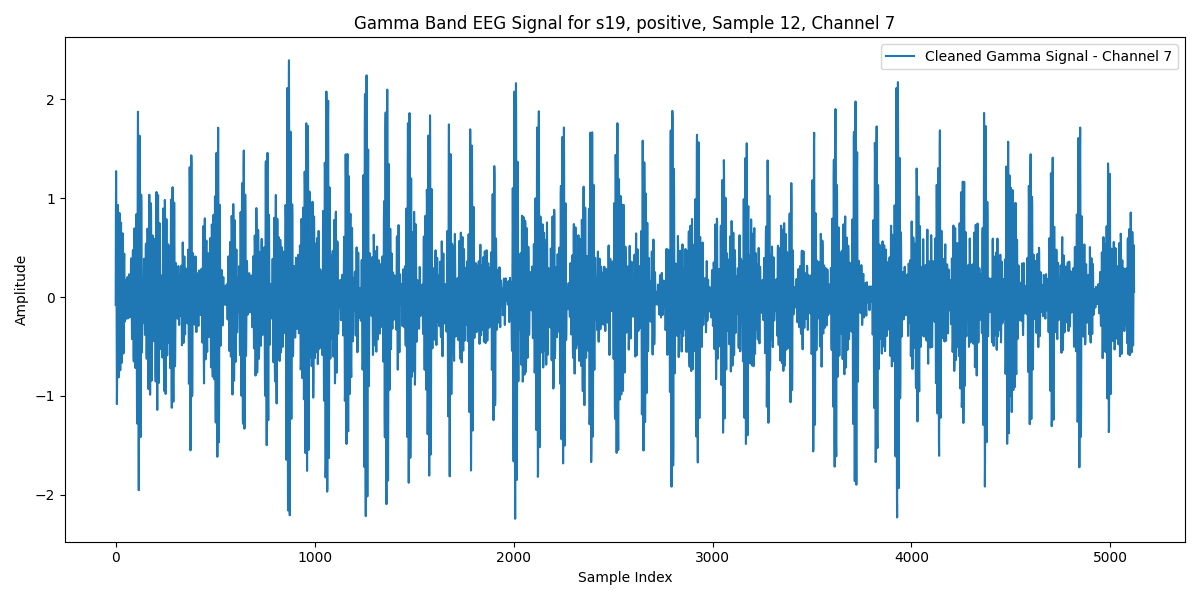 Gamma Band EEG Signal for s19, positive, Sample 12, Channel 7
Cleaned Gamma Signal - Channel 7
Amplitude
2
1
0
−1
−2
0 1000 2000 3000 4000 5000
Sample Index